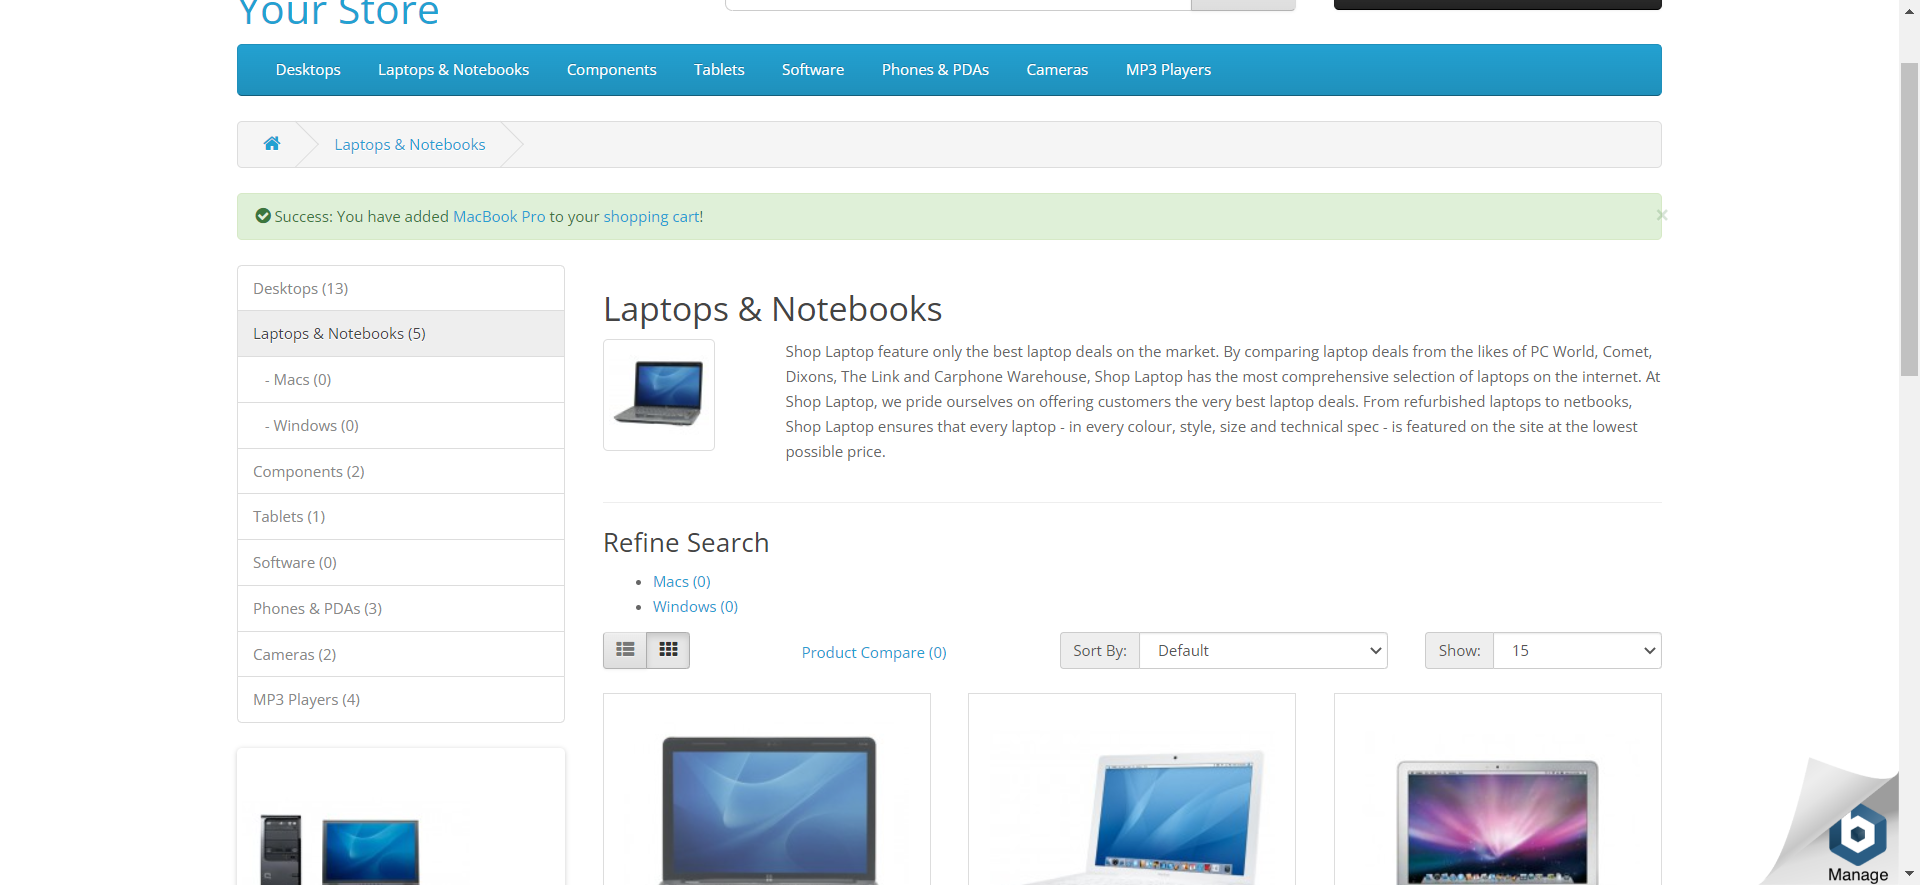 Your Store
Desktops Laptops & Notebooks Components Tablets Software Phones & PDAs Cameras MP3 Players
Laptops & Notebooks
Success: You have added MacBook Pro to your shopping cart!
×
Desktops (13)
Laptops & Notebooks (5)
- Macs (0)
- Windows (0)
Components (2)
Tablets (1)
Software (0)
Phones & PDAs (3)
Cameras (2)
MP3 Players (4)
Laptops & Notebooks
Shop Laptop feature only the best laptop deals on the market. By comparing laptop deals from the likes of PC World, Comet,
Dixons, The Link and Carphone Warehouse, Shop Laptop has the most comprehensive selection of laptops on the internet. At
Shop Laptop, we pride ourselves on offering customers the very best laptop deals. From refurbished laptops to netbooks,
Shop Laptop ensures that every laptop - in every colour, style, size and technical spec - is featured on the site at the lowest
possible price.
Refine Search
Macs (0)
Windows (0)
Product Compare (0)
Sort By: Default
Show: 15
b
Manage